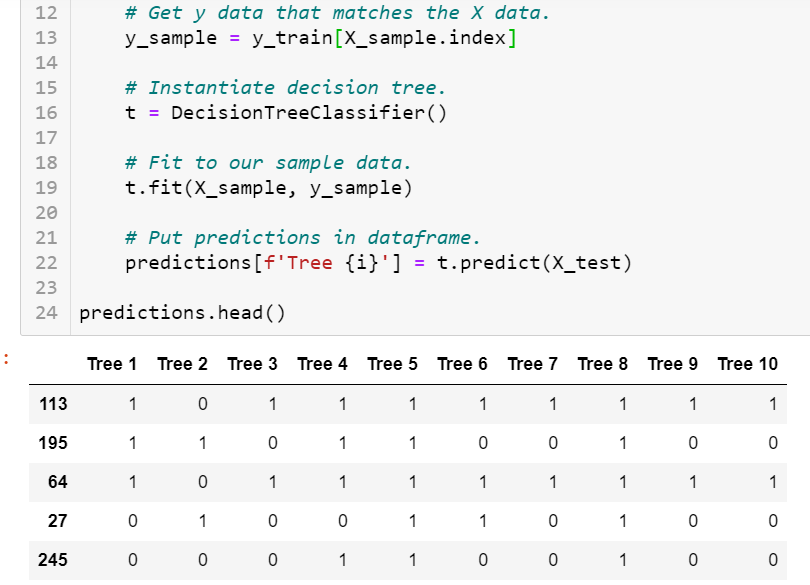 12 # Get y data that matches the X data.
13 y_sample = y_train[X_sample.index]
14
15 # Instantiate decision tree.
16 t = DecisionTreeClassifier()
17
18 # Fit to our sample data.
19 t.fit(X_sample, y_sample)
20
21 # Put predictions in dataframe.
22 predictions[f'Tree {i}'] = t.predict(X_test)
23
24 predictions.head()
:
Tree 1 Tree 2 Tree 3 Tree 4 Tree 5 Tree 6 Tree 7 Tree 8 Tree 9 Tree 10
113 1 0 1 1 1 1 1 1 1 1
195 1 1 0 1 1 0 0 1 0 0
64 1 0 1 1 1 1 1 1 1 1
27 0 1 0 0 1 1 0 1 0 0
245 0 0 0 1 1 0 0 1 0 0